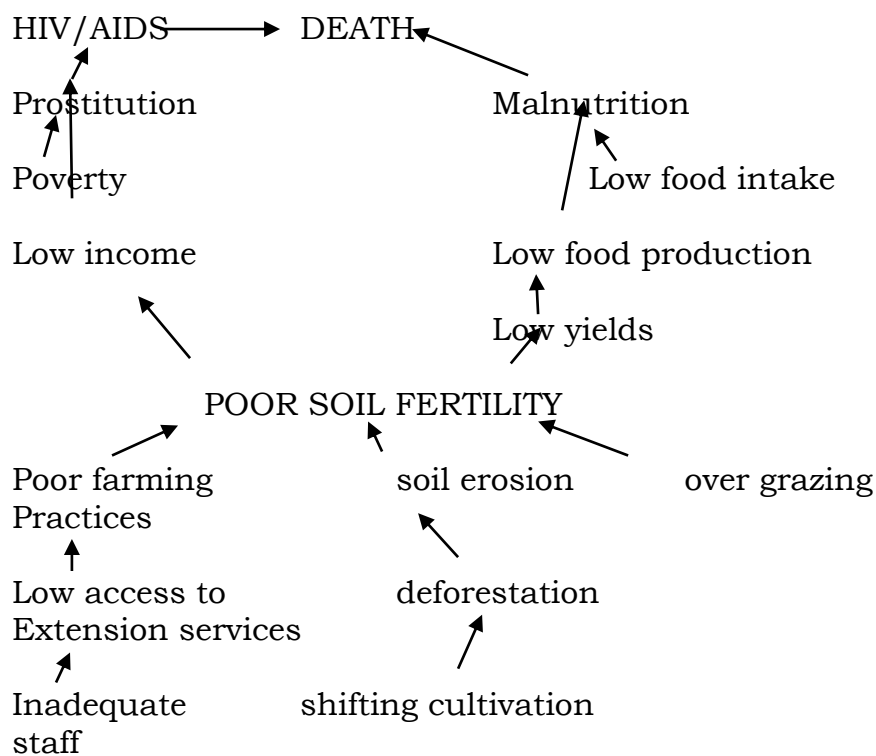 HIV/AIDS DEATH
Prostitution Malnutrition
Poverty Low food intake
Low income Low food production
Low yields
POOR SOIL FERTILITY
Poor farming soil erosion over grazing
Practices
Low access to deforestation
Extension services
Inadequate shifting cultivation
staff